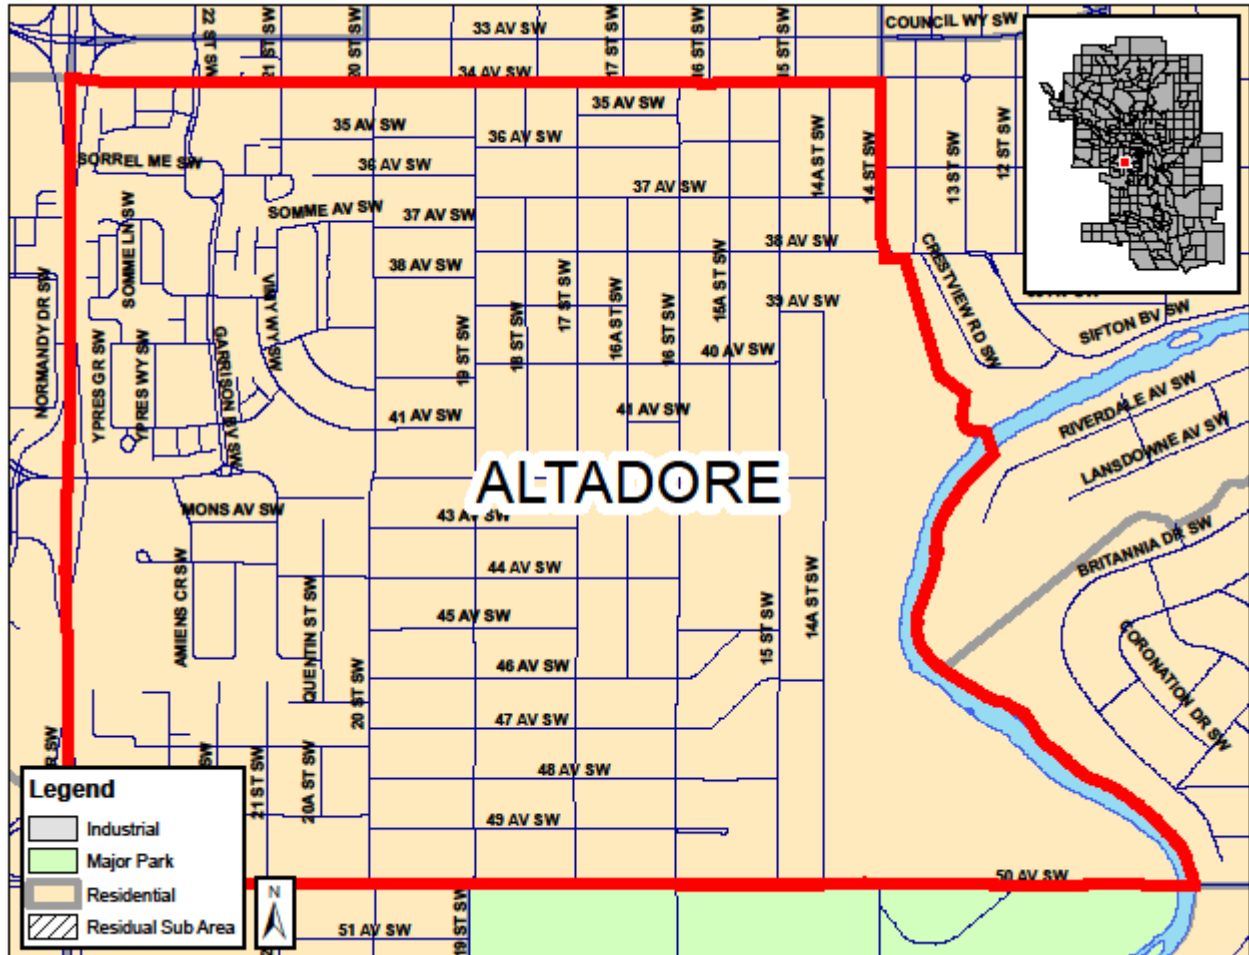 22 ST SW
21 ST SW
20 ST SW
33 AV SW
17 ST SW
16 ST SW
15 ST SW
COUNCIL WY SW
34 AV SW
35 AV SW
35 AV SW
36 AV SW
14A ST SW
14 ST SW
13 ST SW
12 ST SW
SORREL ME SW
36 AV SW
37 AV SW
SOMME LN SW
SOMME AV SW
37 AV SW
38 AV SW
CRESTVIEW RD SW
38 AV SW
17 ST SW
15A ST SW
39 AV SW
NORMANDY DR SW
VIMY WY SW
16A ST SW
16 ST SW
SIFTON BV SW
19 ST SW
18 ST SW
40 AV SW
YPRES GR SW
YPRES WY SW
GARRISON BV SW
41 AV SW
41 AV SW
RIVERDALE AV SW
LANSDOWNE AV SW
ALTADORE
MONS AV SW
43 AV SW
BRITANNIA DR SW
AMIENS CR SW
44 AV SW
QUENTIN ST SW
45 AV SW
15 ST SW
14A ST SW
CORONATION DR SW
46 AV SW
20 ST SW
47 AV SW
R SW
SW
21 ST SW
20A ST SW
48 AV SW
49 AV SW
50 AV SW
Legend
Industrial
Major Park
Residential
Residual Sub Area
N
51 AV SW
19 ST SW